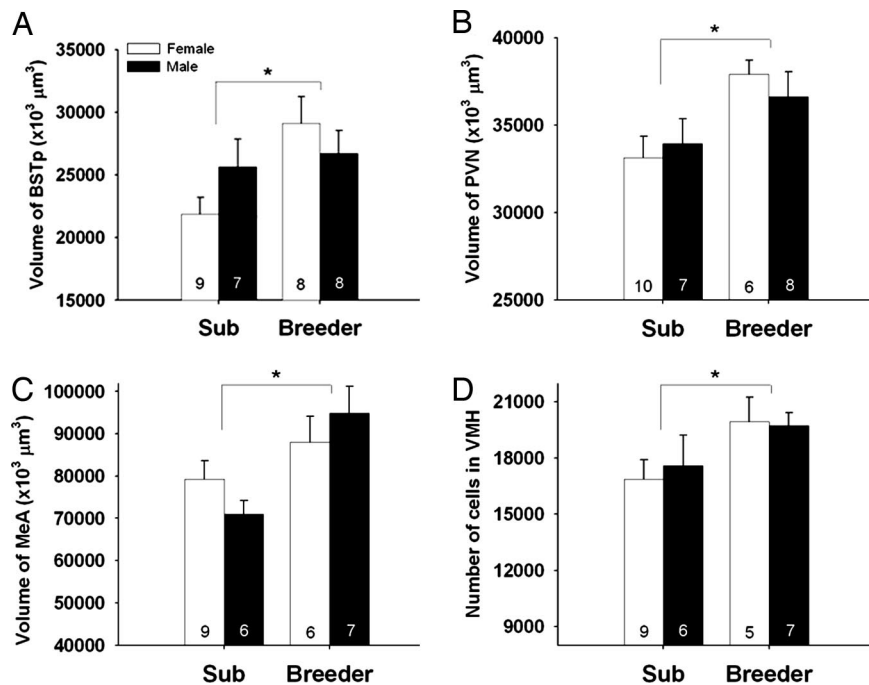 A
Volume of BSTp (x10³ μm³)
35000
30000
25000
20000
15000
Female
Male
*
9
7
8
8
Sub
Breeder
B
Volume of PVN (x10³ μm³)
40000
35000
30000
25000
*
10
7
6
8
Sub
Breeder
C
Volume of MeA (x10³ μm³)
100000
90000
80000
70000
60000
50000
40000
*
9
6
6
7
Sub
Breeder
D
Number of cells in VMH
21000
18000
15000
12000
9000
*
9
6
5
7
Sub
Breeder